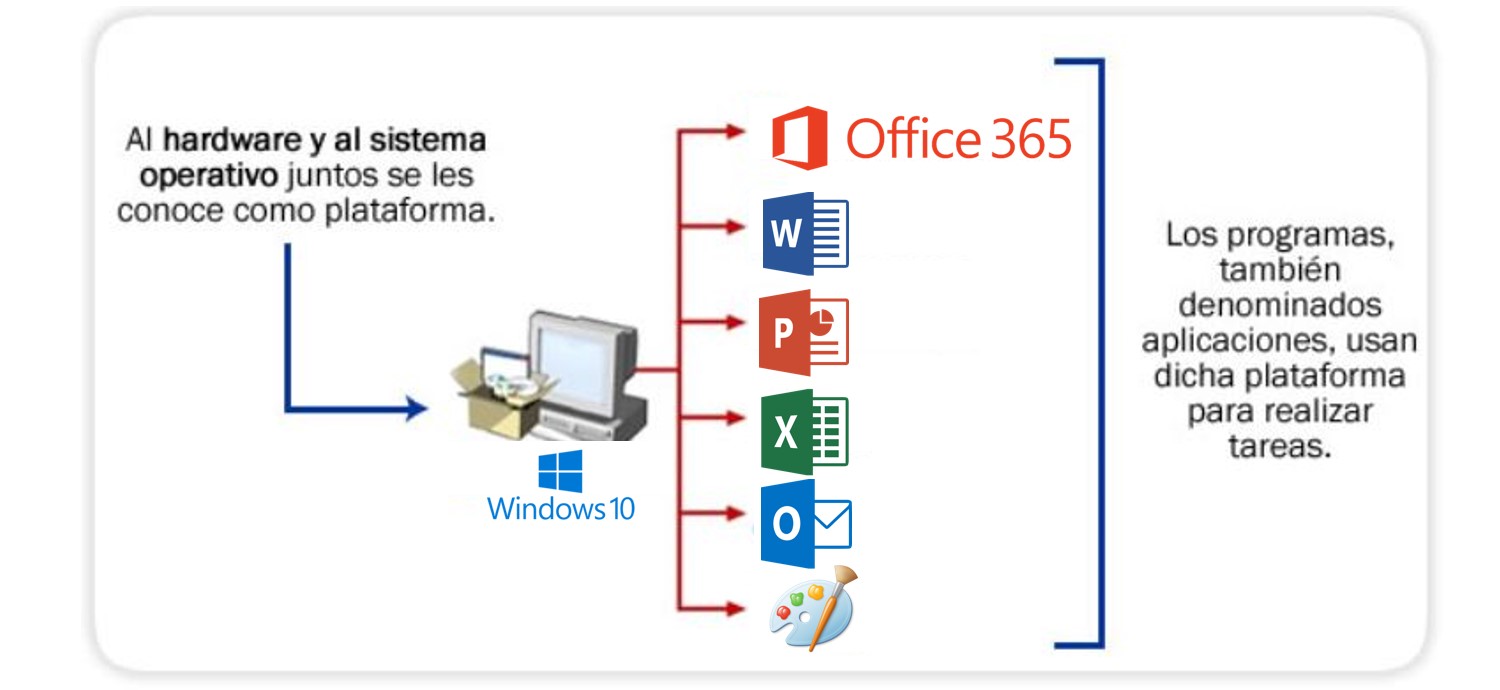 Al hardware y al sistema
operativo juntos se les
conoce como plataforma.
Windows 10
Office 365
W
P
X
O
Los programas,
también
denominados
aplicaciones, usan
dicha plataforma
para realizar
tareas.